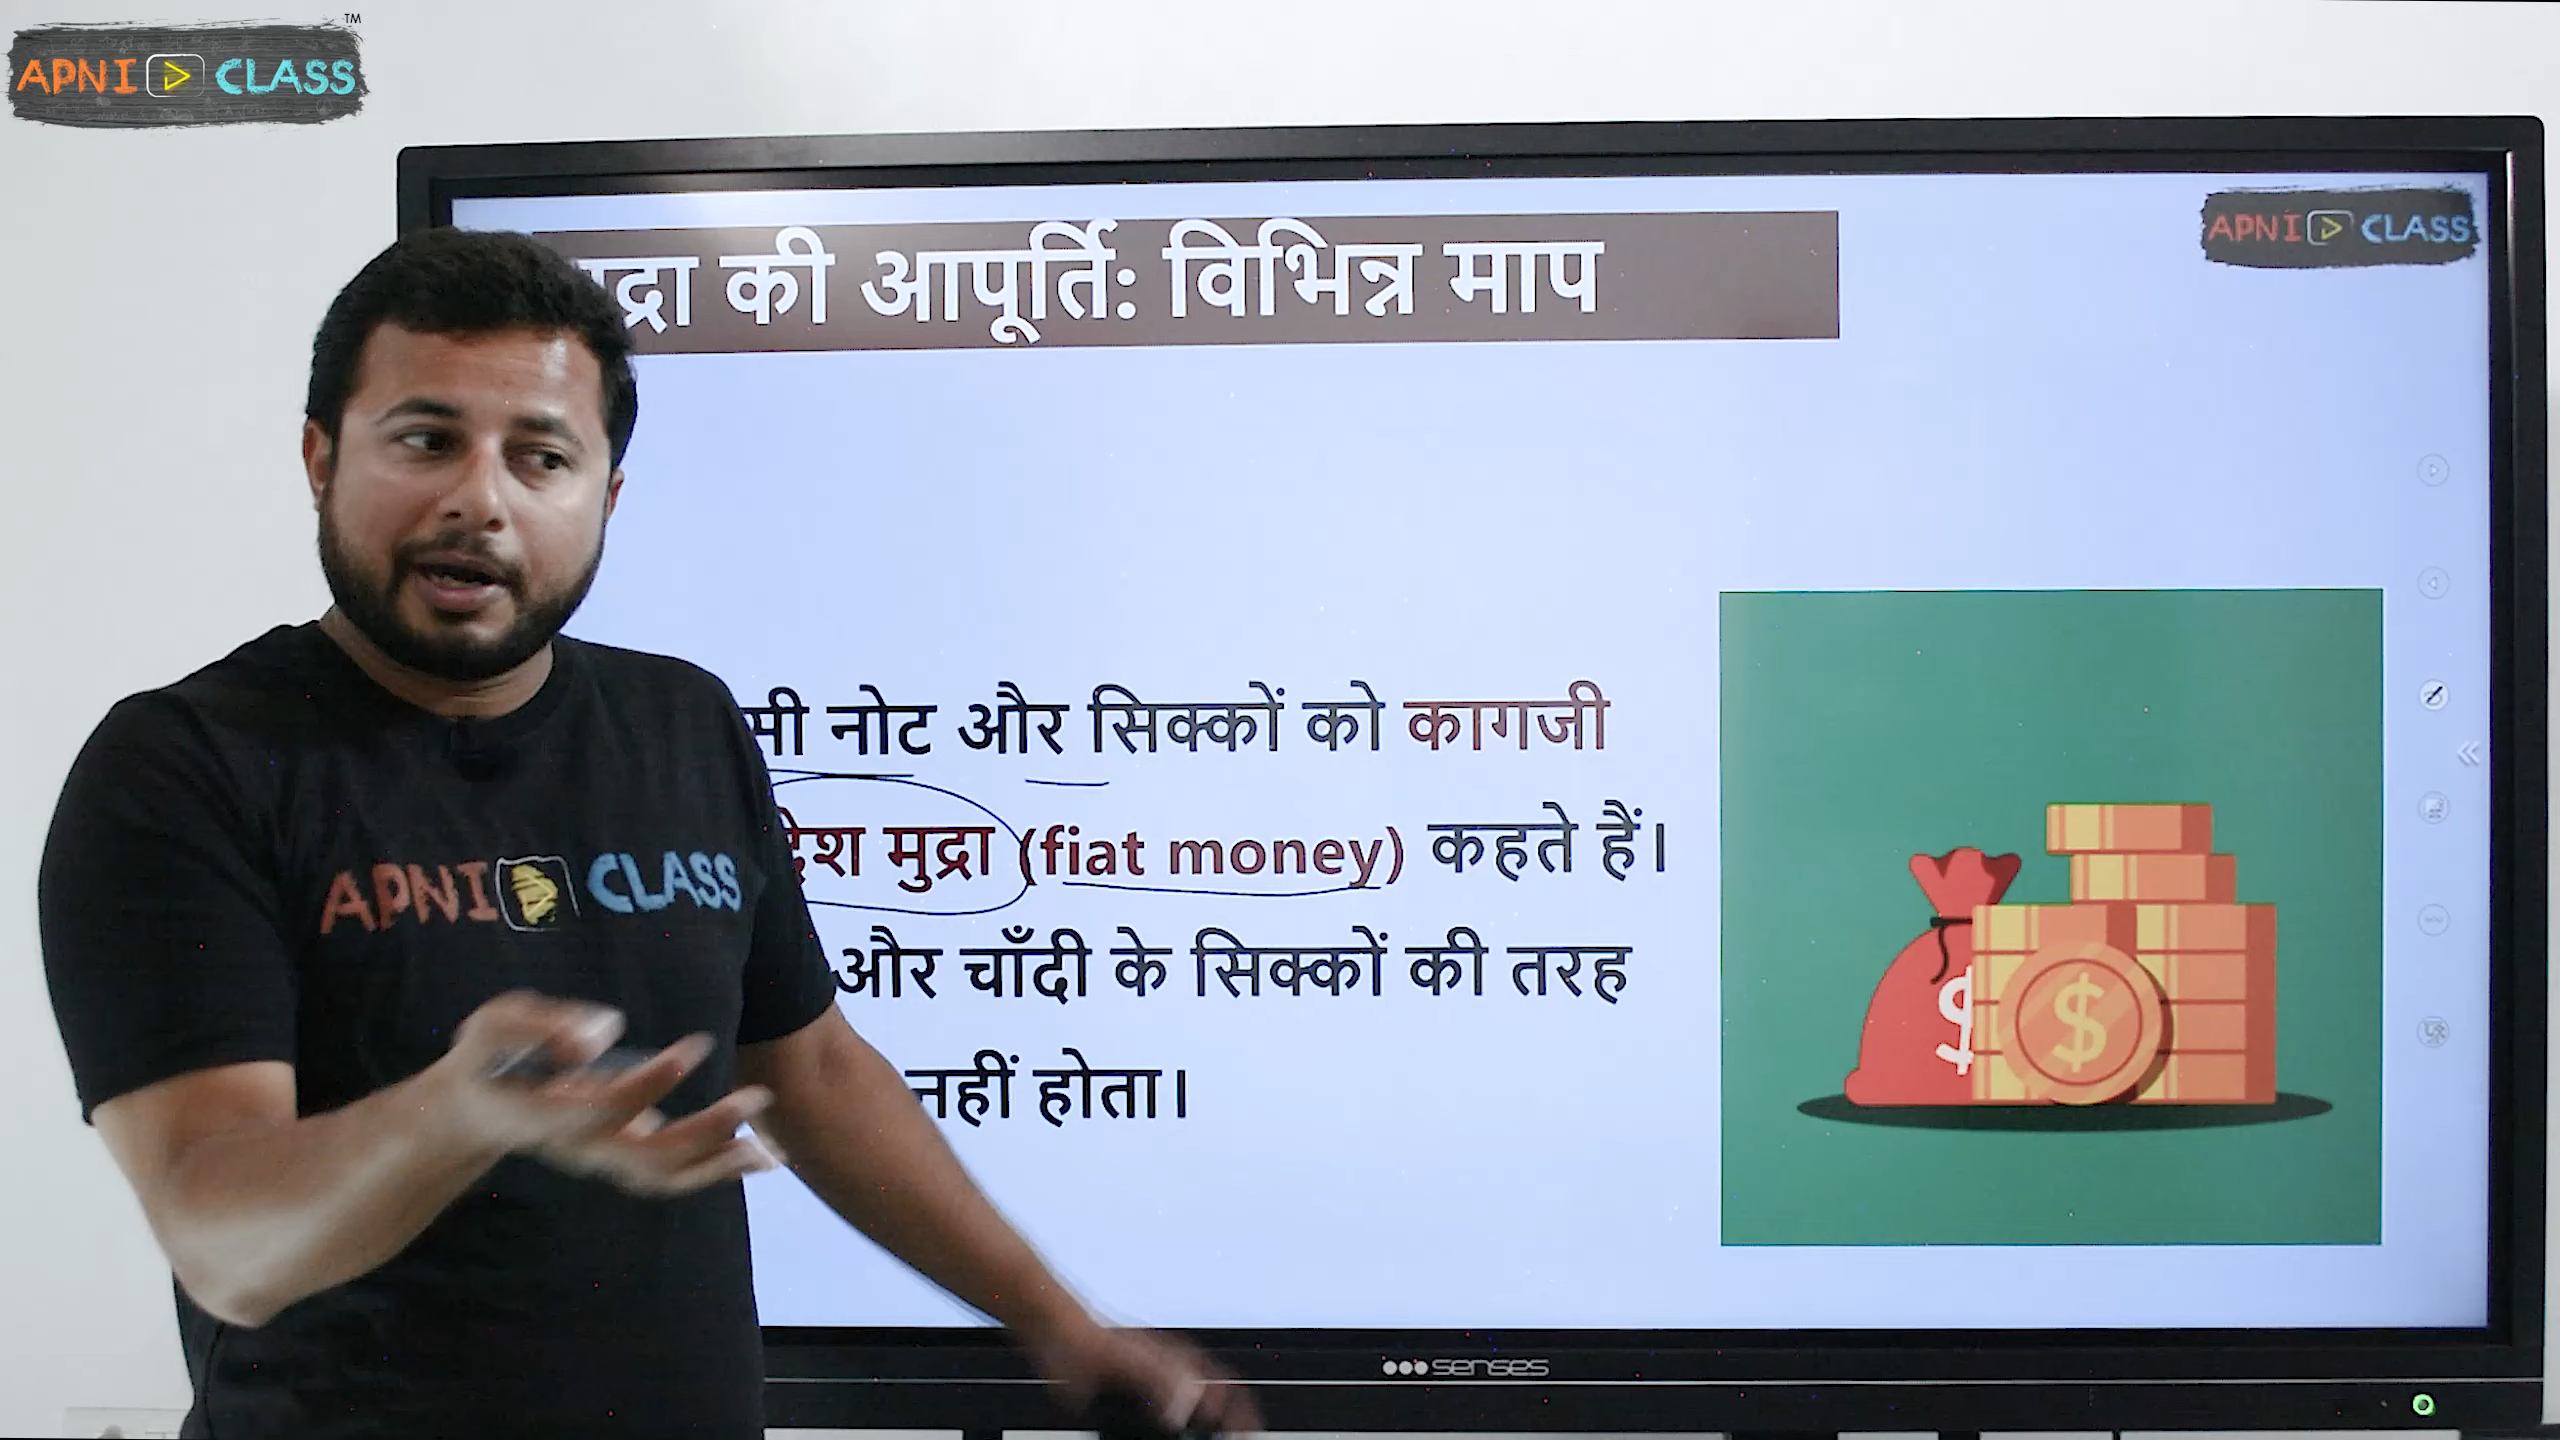 APNI CLASS TM
APNI CLASS
की आपूर्ति: विभिन्न माप
नोट और सिक्कों को कागजी
मुद्रा (fiat money) कहते हैं।
और चाँदी के सिक्कों की तरह
नहीं होता।
APNI CLASS
$
$
senses